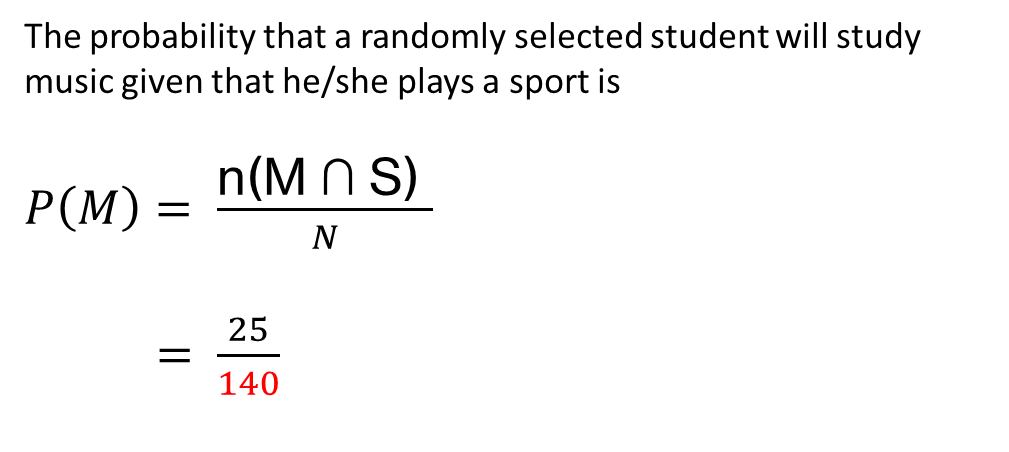 The probability that a randomly selected student will study
music given that he/she plays a sport is
P(M) = n(M ∩ S)
N
= 25
140